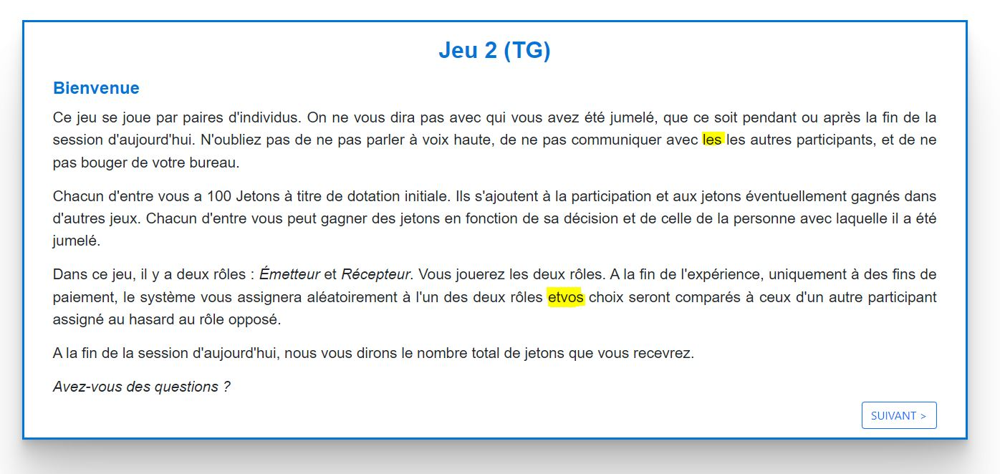 Jeu 2 (TG)
Bienvenue
Ce jeu se joue par paires d'individus. On ne vous dira pas avec qui vous avez été jumelé, que ce soit pendant ou après la fin de la
session d'aujourd'hui. N'oubliez pas de ne pas parler à voix haute, de ne pas communiquer avec les les autres participants, et de ne
pas bouger de votre bureau.
Chacun d'entre vous a 100 Jetons à titre de dotation initiale. Ils s'ajoutent à la participation et aux jetons éventuellement gagnés dans
d'autres jeux. Chacun d'entre vous peut gagner des jetons en fonction de sa décision et de celle de la personne avec laquelle il a été
jumelé.
Dans ce jeu, il y a deux rôles : Émetteur et Récepteur. Vous jouerez les deux rôles. A la fin de l'expérience, uniquement à des fins de
paiement, le système vous assignera aléatoirement à l'un des deux rôles etvos choix seront comparés à ceux d'un autre participant
assigné au hasard au rôle opposé.
A la fin de la session d'aujourd'hui, nous vous dirons le nombre total de jetons que vous recevrez.
Avez-vous des questions ?
SUIVANT >